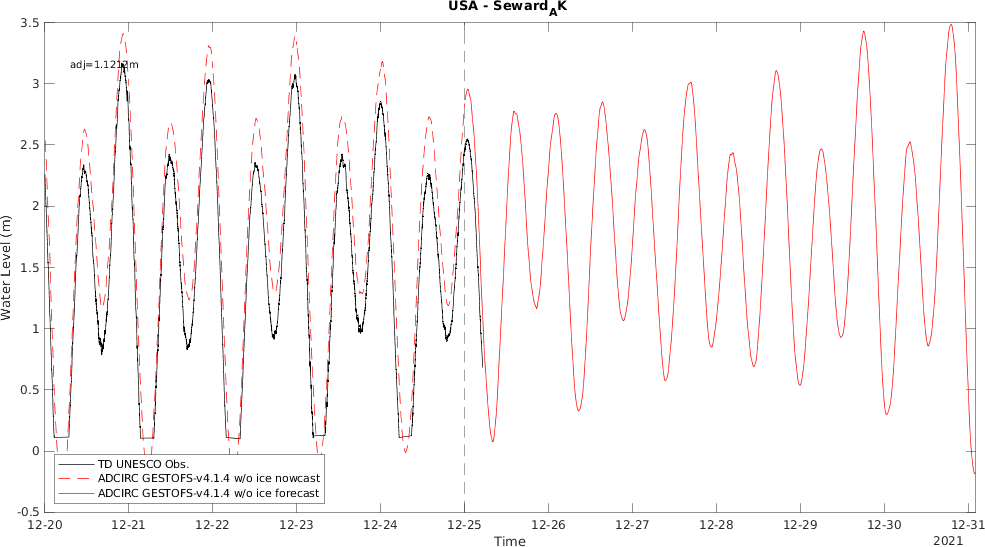 USA - Seward_AK
3.5
adj=1.1212m
3
2.5
2
1.5
1
0.5
0
-0.5
Water Level (m)
TD UNESCO Obs.
ADCIRC GESTOFS-v4.1.4 w/o ice nowcast
ADCIRC GESTOFS-v4.1.4 w/o ice forecast
12-20 12-21 12-22 12-23 12-24 12-25 12-26 12-27 12-28 12-29 12-30 12-31
Time
2021